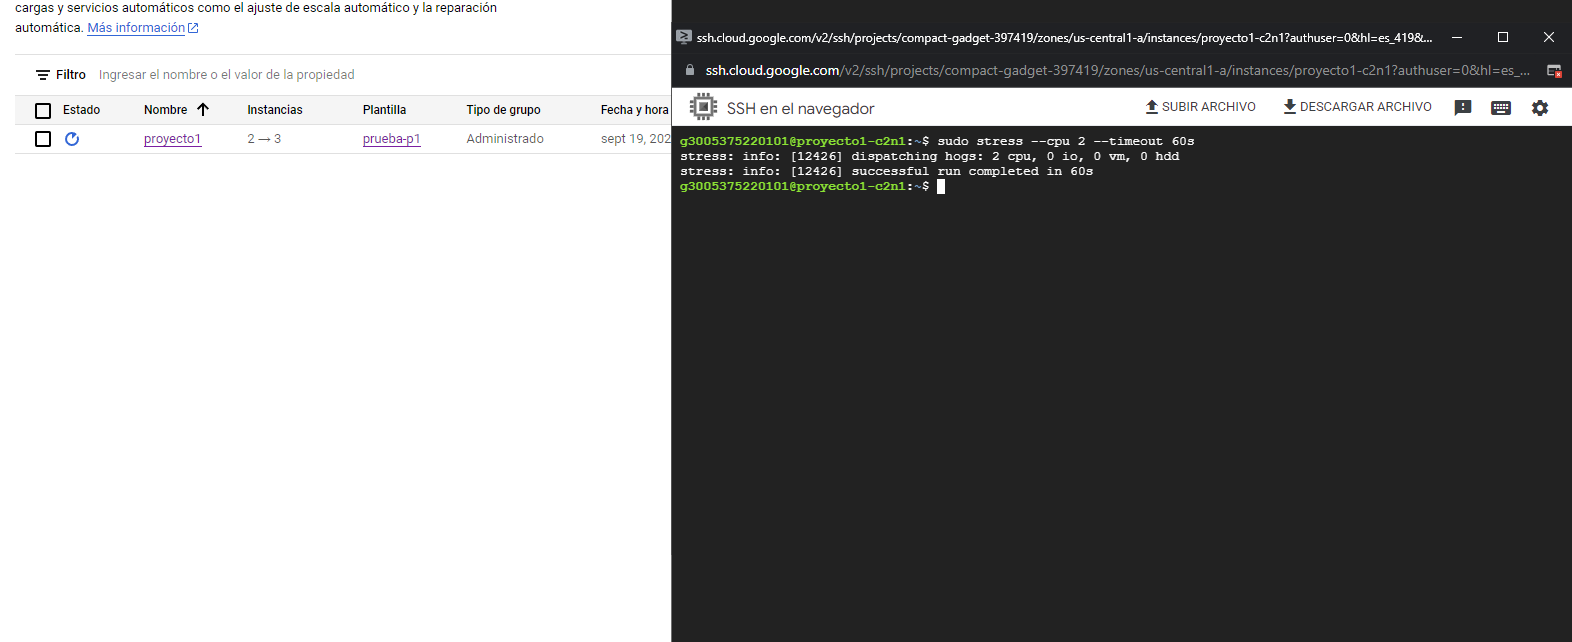 cargas y servicios automáticos como el ajuste de escala automático y la reparación
automática. Más información
Filtro Ingresar el nombre o el valor de la propiedad
Estado Nombre Instancias Plantilla Tipo de grupo Fecha y hora
proyecto1 2 → 3 prueba-p1 Administrado sept 19, 202
ssh.cloud.google.com/v2/ssh/projects/compact-gadget-397419/zones/us-central1-a/instances/proyecto1-c2n1?authuser=0&hl=es_419&...
ssh.cloud.google.com/v2/ssh/projects/compact-gadget-397419/zones/us-central1-a/instances/proyecto1-c2n1?authuser=0&hl=es_...
SSH en el navegador SUBIR ARCHIVO DESCARGAR ARCHIVO
g3005375220101@proyecto1-c2n1:~$ sudo stress --cpu 2 --timeout 60s
stress: info: [12426] dispatching hogs: 2 cpu, 0 io, 0 vm, 0 hdd
stress: info: [12426] successful run completed in 60s
g3005375220101@proyecto1-c2n1:~$